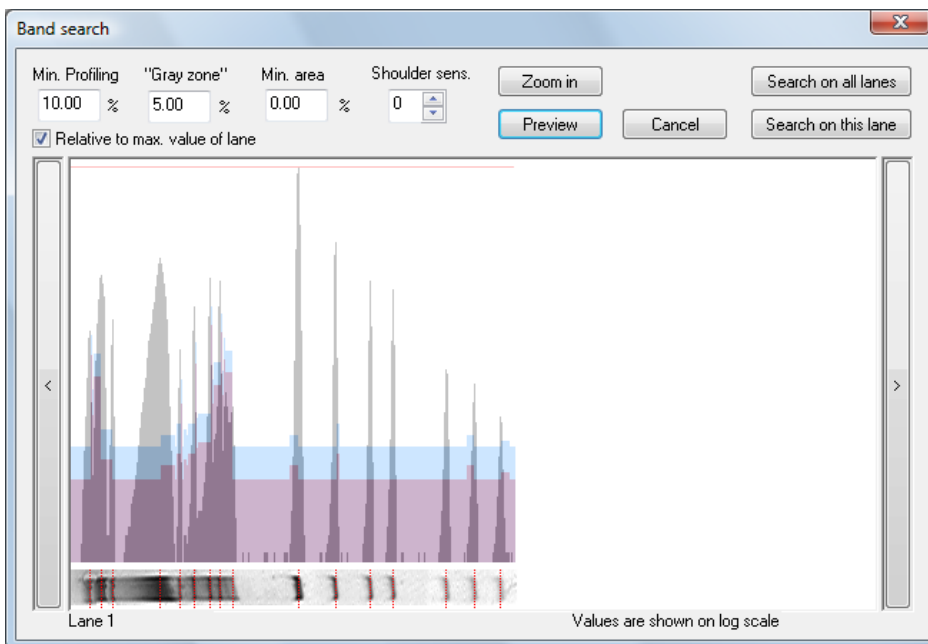 Band search
Min. Profiling "Gray zone" Min. area Shoulder sens.
10.00 % 5.00 % 0.00 % 0
Relative to max. value of lane
Zoom in
Search on all lanes
Preview
Cancel
Search on this lane
<
>
Lane 1
Values are shown on log scale